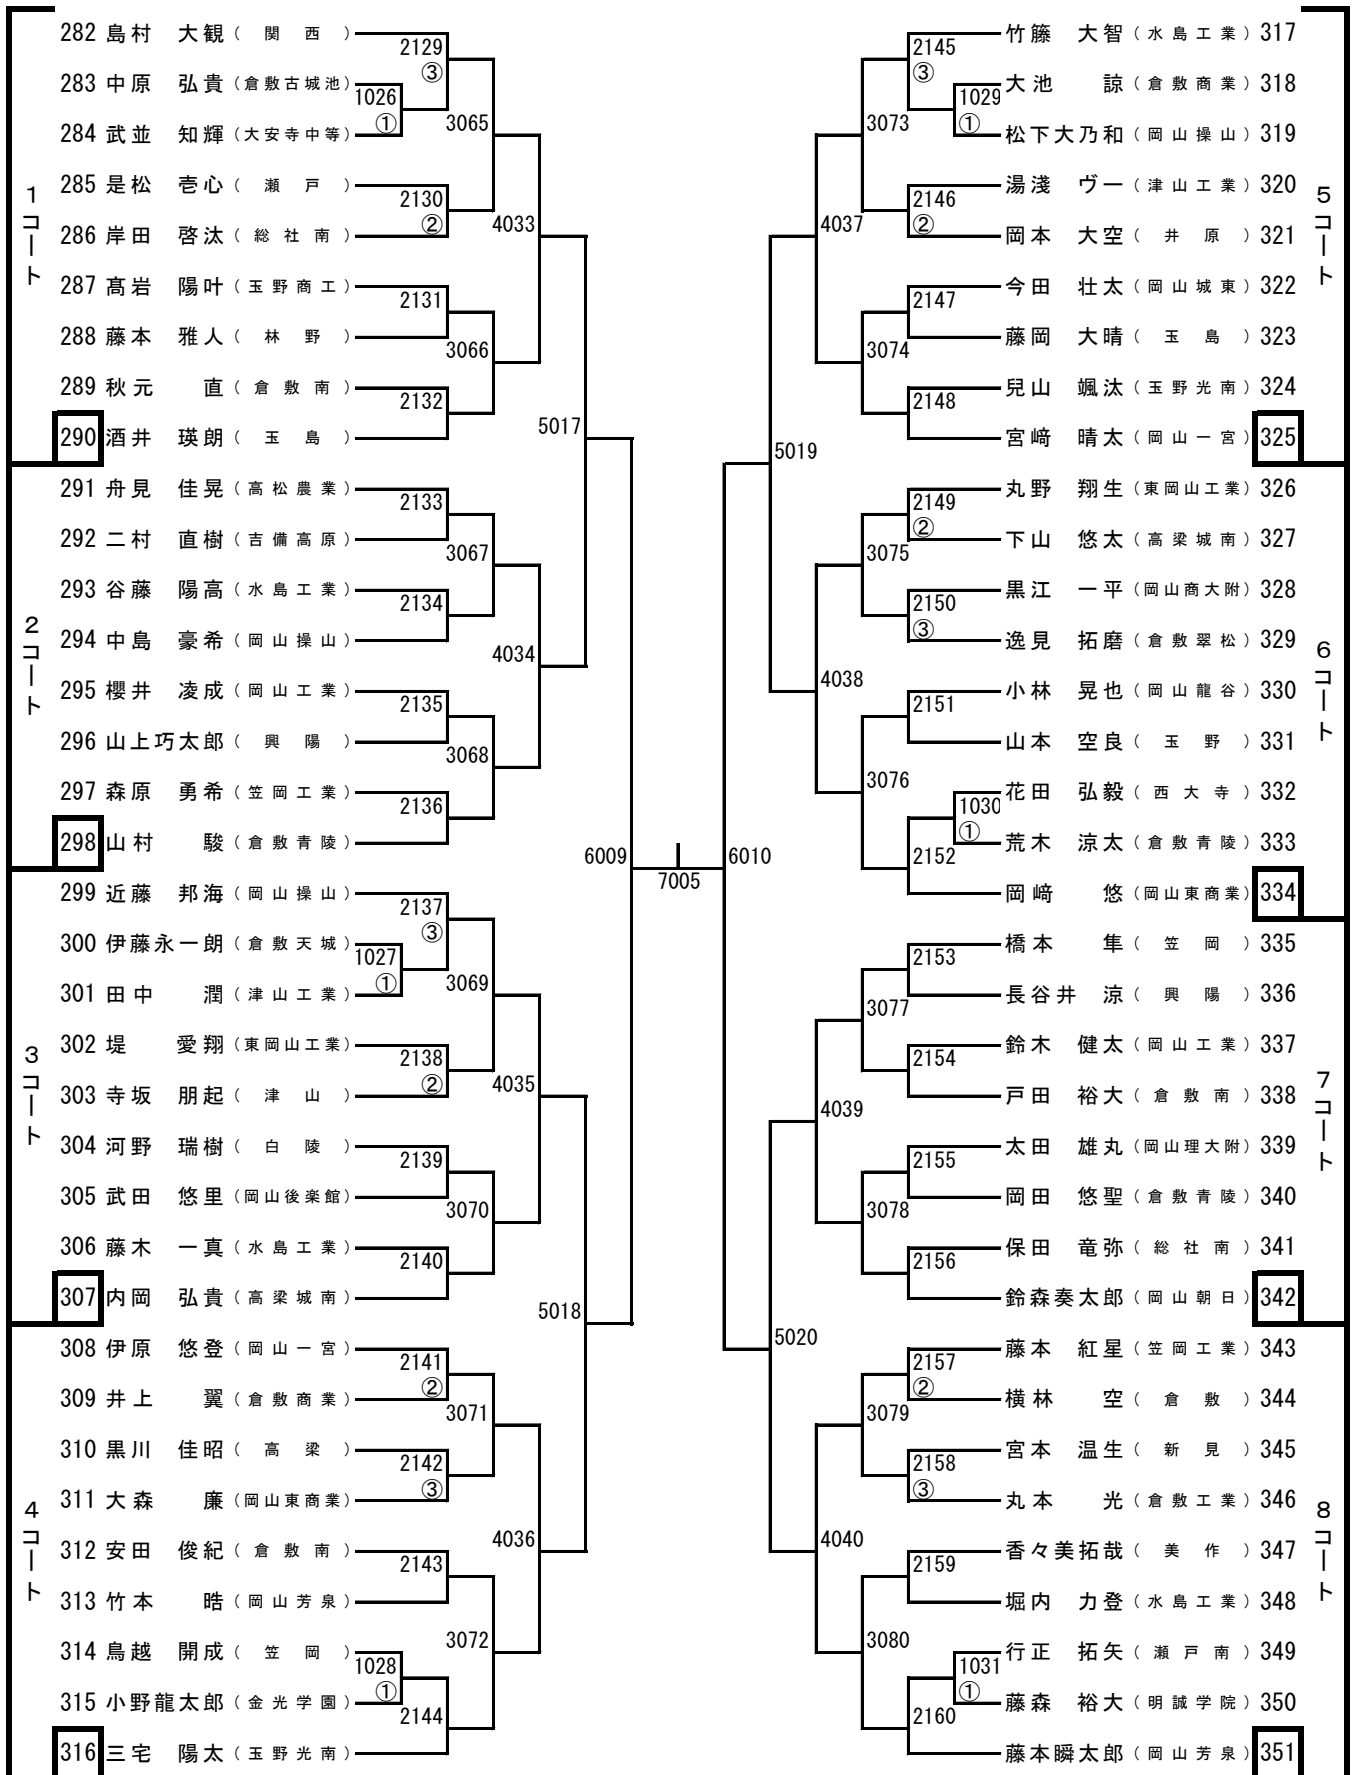 282 島村 大観 (関西)
283 中原 弘貴 (倉敷古城池)
284 武並 知輝 (大安寺中等)
285 是松 壱心 (瀬戸)
286 岸田 啓汰 (総社南)
287 髙岩 陽叶 (玉野商工)
288 藤本 雅人 (林野)
289 秋元 直 (倉敷南)
290 酒井 瑛朗 (玉島)
291 舟見 佳晃 (高松農業)
292 二村 直樹 (吉備高原)
293 谷藤 陽高 (水島工業)
294 中島 豪希 (岡山操山)
295 櫻井 凌成 (岡山工業)
296 山上巧太郎 (興陽)
297 森原 勇希 (笠岡工業)
298 山村 駿 (倉敷青陵)
299 近藤 邦海 (岡山操山)
300 伊藤永一朗 (倉敷天城)
301 田中 潤 (津山工業)
302 堤 愛翔 (東岡山工業)
303 寺坂 朋起 (津山)
304 河野 瑞樹 (白陵)
305 武田 悠里 (岡山後楽館)
306 藤木 一真 (水島工業)
307 内岡 弘貴 (高梁城南)
308 伊原 悠登 (岡山一宮)
309 井上 翼 (倉敷商業)
310 黒川 佳昭 (高梁)
311 大森 廉 (岡山東商業)
312 安田 俊紀 (倉敷南)
313 竹本 晧 (岡山芳泉)
314 鳥越 開成 (笠岡)
315 小野龍太郎 (金光学園)
316 三宅 陽太 (玉野光南)
1コート
2コート
3コート
4コート
1026 ①
1027 ①
1028 ①
2129 ③
2130 ②
2131
2132
2133
2134
2135
2136
2137 ③
2138 ②
2139
2140
2141 ②
2142 ③
2143
2144
3065
3066
3067
3068
3069
3070
3071
3072
4033
4034
4035
4036
5017
5018
6009
7005
6010
5019
5020
4037
4038
4039
4040
3073
3074
3075
3076
3077
3078
3079
3080
2145 ③
2146 ②
2147
2148
2149 ②
2150 ③
2151
2152
2153
2154
2155
2156
2157 ②
2158 ③
2159
2160
1029 ①
1030 ①
1031 ①
竹籐 大智 (水島工業) 317
大池 諒 (倉敷商業) 318
松下大乃和 (岡山操山) 319
湯淺 ヴ一 (津山工業) 320
岡本 大空 (井原) 321
今田 壮太 (岡山城東) 322
藤岡 大晴 (玉島) 323
兒山 颯汰 (玉野光南) 324
宮﨑 晴太 (岡山一宮) 325
丸野 翔生 (東岡山工業) 326
下山 悠太 (高梁城南) 327
黒江 一平 (岡山商大附) 328
逸見 拓磨 (倉敷翠松) 329
小林 晃也 (岡山龍谷) 330
山本 空良 (玉野) 331
花田 弘毅 (西大寺) 332
荒木 涼太 (倉敷青陵) 333
岡﨑 悠 (岡山東商業) 334
橋本 隼 (笠岡) 335
長谷井 涼 (興陽) 336
鈴木 健太 (岡山工業) 337
戸田 裕大 (倉敷南) 338
太田 雄丸 (岡山理大附) 339
岡田 悠聖 (倉敷青陵) 340
保田 竜弥 (総社南) 341
鈴森奏太郎 (岡山朝日) 342
藤本 紅星 (笠岡工業) 343
横林 空 (倉敷) 344
宮本 温生 (新見) 345
丸本 光 (倉敷工業) 346
香々美拓哉 (美作) 347
堀内 力登 (水島工業) 348
行正 拓矢 (瀬戸南) 349
藤森 裕大 (明誠学院) 350
藤本瞬太郎 (岡山芳泉) 351
5コート
6コート
7コート
8コート